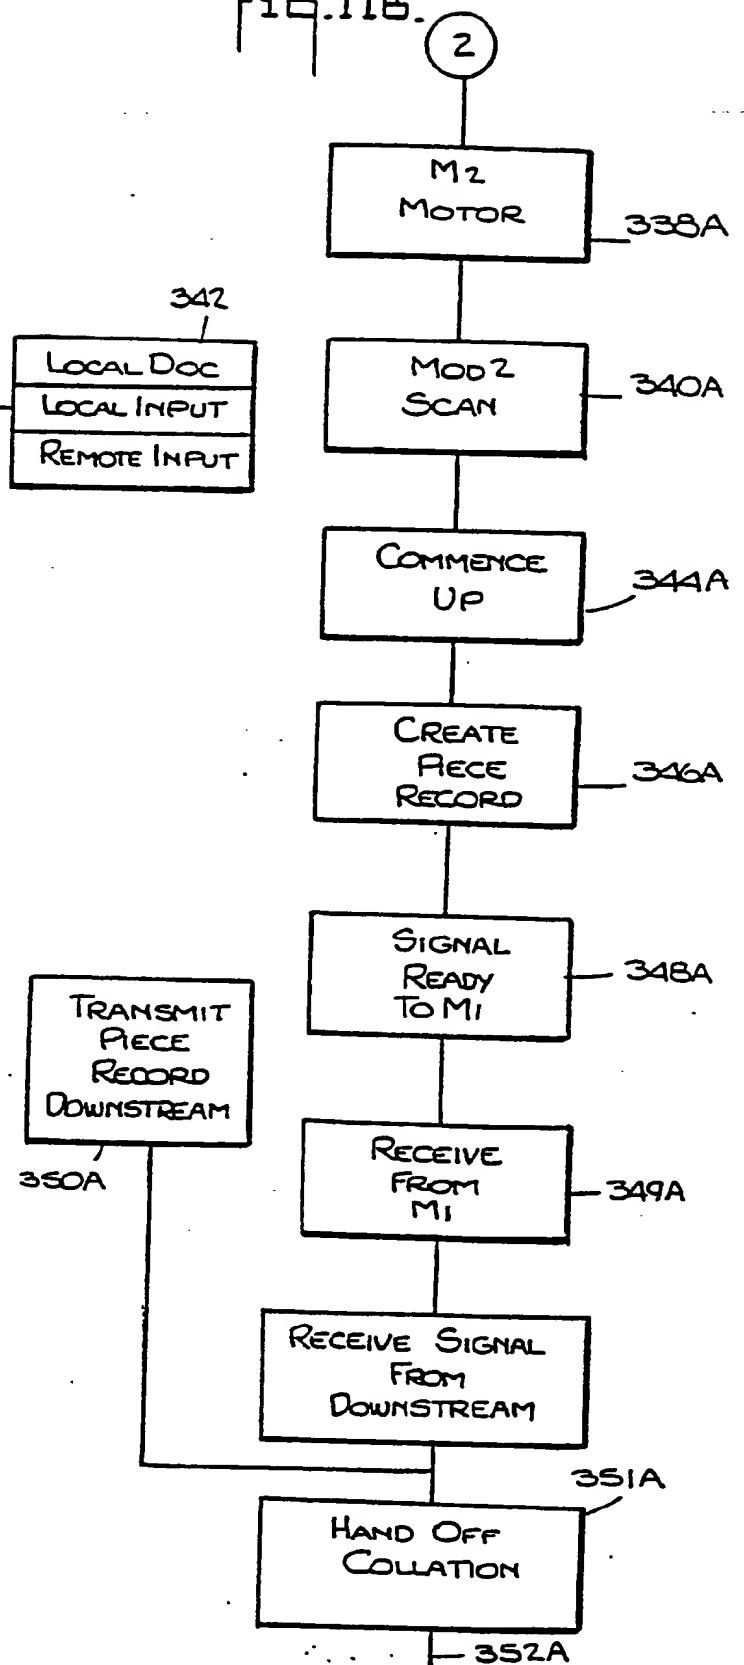 FIG.11B.
2
M2
MOTOR
338A
342
LOCAL DOC
LOCAL INPUT
REMOTE INPUT
MOD 2
SCAN
340A
COMMENCE
UP
344A
CREATE
PIECE
RECORD
346A
SIGNAL
READY
TO M1
348A
TRANSMIT
PIECE
RECORD
DOWNSTREAM
350A
RECEIVE
FROM
M1
349A
RECEIVE SIGNAL
FROM
DOWNSTREAM
351A
HAND OFF
COLLATION
352A